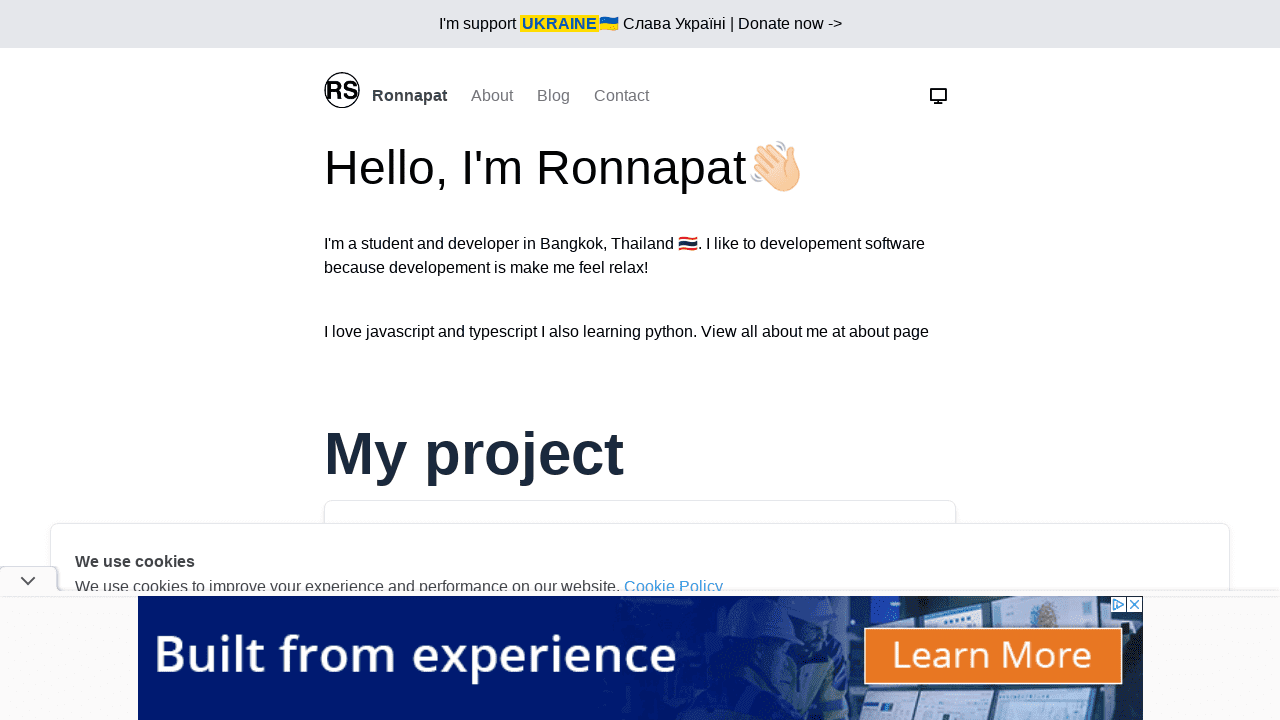 I'm support UKRAINE🇺🇦 Слава Україні | Donate now ->
RS Ronnapat About Blog Contact
Hello, I'm Ronnapat👋🏻
I'm a student and developer in Bangkok, Thailand 🇹🇭. I like to developement software
because developement is make me feel relax!
I love javascript and typescript I also learning python. View all about me at about page
My project
We use cookies
We use cookies to improve your experience and performance on our website. Cookie Policy
Built from experience
Learn More